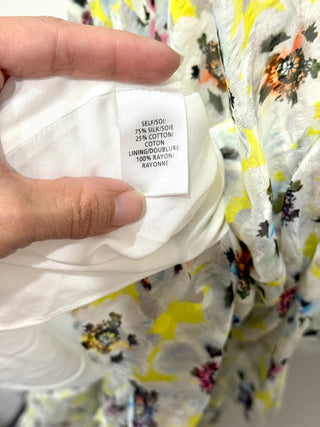 SELF/SOI:
75% SILK/SOIE
25% COTTON/
COTON
LINING/DOUBLURE:
100% RAYON/
RAYONNE